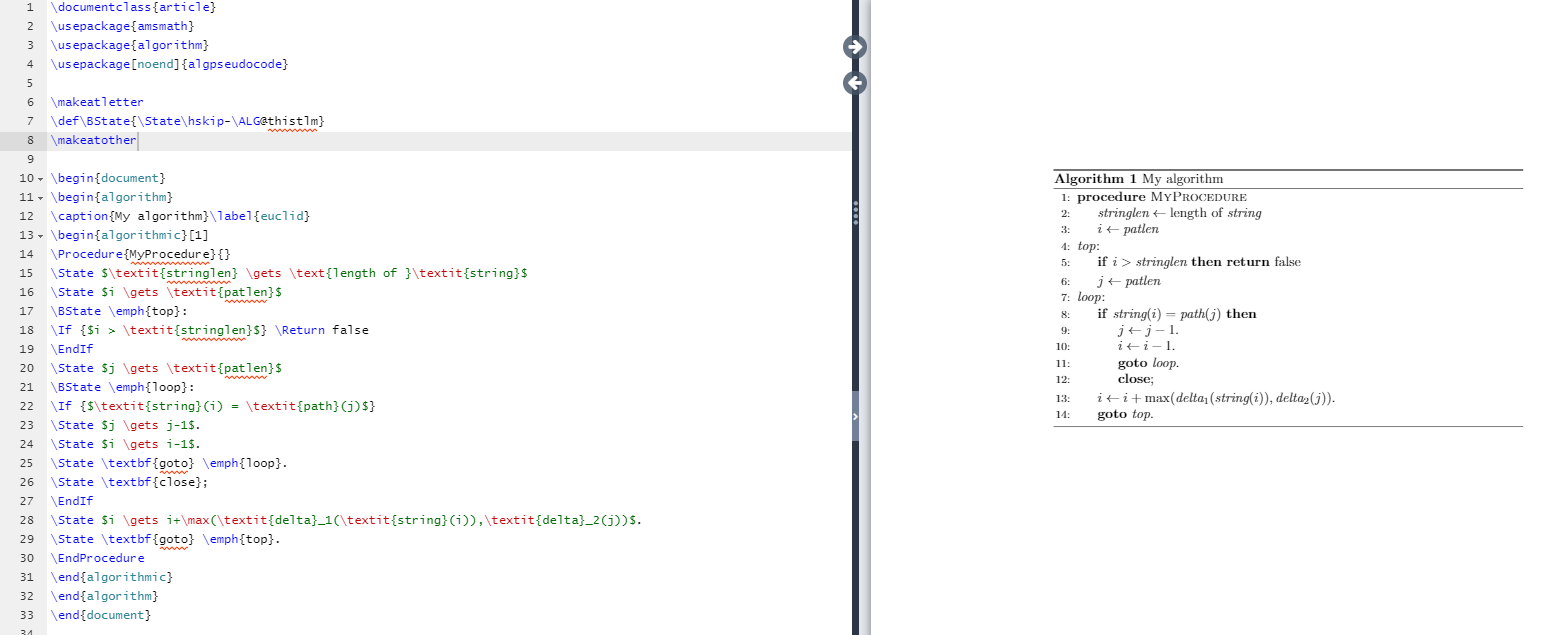 1 \documentclass{article}
2 \usepackage{amsmath}
3 \usepackage{algorithm}
4 \usepackage[noend]{algpseudocode}
5
6 \makeatletter
7 \def\BState{\State\hskip-\ALG@thistlm}
8 \makeatother
9
10 \begin{document}
11 \begin{algorithm}
12 \caption{My algorithm}\label{euclid}
13 \begin{algorithmic}[1]
14 \Procedure{MyProcedure}{}
15 \State $\textit{stringlen} \gets \text{length of }\textit{string}$
16 \State $i \gets \textit{patlen}$
17 \BState \emph{top}:
18 \If {$i > \textit{stringlen}$} \Return false
19 \EndIf
20 \State $j \gets \textit{patlen}$
21 \BState \emph{loop}:
22 \If {$\textit{string}(i) = \textit{path}(j)$}
23 \State $j \gets j-1$.
24 \State $i \gets i-1$.
25 \State \textbf{goto} \emph{loop}.
26 \State \textbf{close};
27 \EndIf
28 \State $i \gets i+\max(\textit{delta}_1(\textit{string}(i)),\textit{delta}_2(j))$.
29 \State \textbf{goto} \emph{top}.
30 \EndProcedure
31 \end{algorithmic}
32 \end{algorithm}
33 \end{document}
34
Algorithm 1 My algorithm
1: procedure MYPROCEDURE
2: stringlen ← length of string
3: i ← patlen
4: top:
5: if i > stringlen then return false
6: j ← patlen
7: loop:
8: if string(i) = path(j) then
9: j ← j − 1.
10: i ← i − 1.
11: goto loop.
12: close;
13: i ← i + max(delta₁(string(i)), delta₂(j)).
14: goto top.